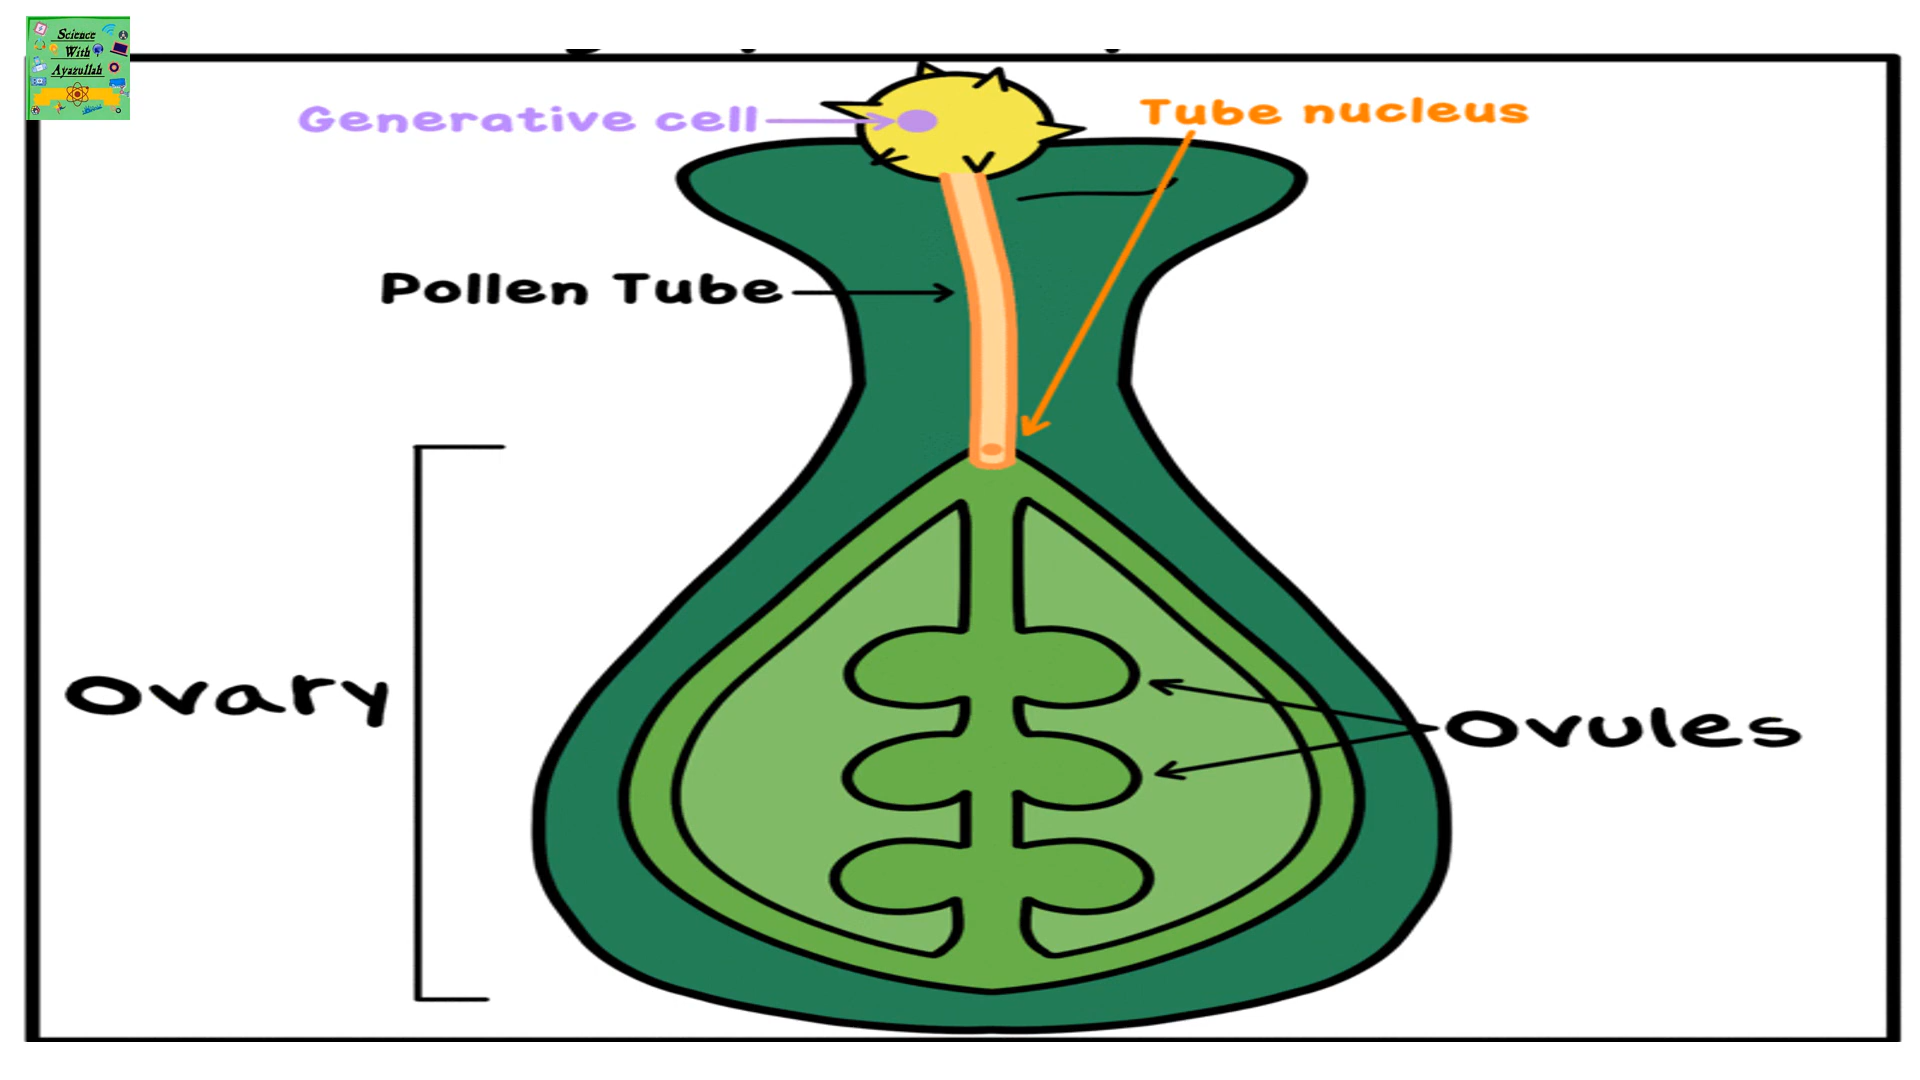 Science
With
Ayazullah
Generative cell
Tube nucleus
Pollen Tube
Ovary
Ovules